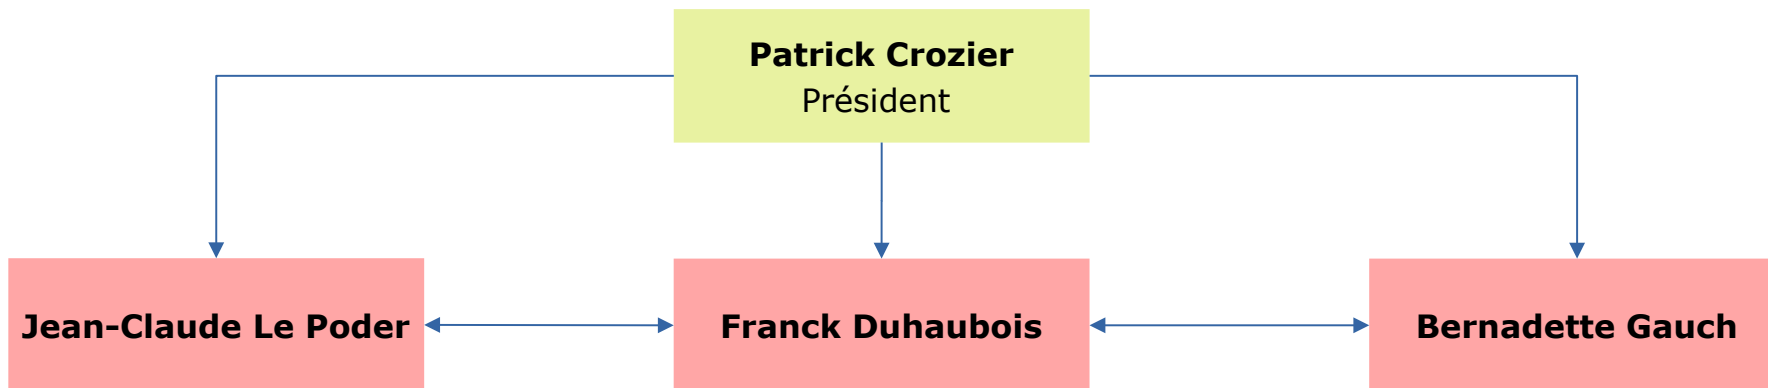 Patrick Crozier
Président
Jean-Claude Le Poder
Franck Duhaubois
Bernadette Gauch